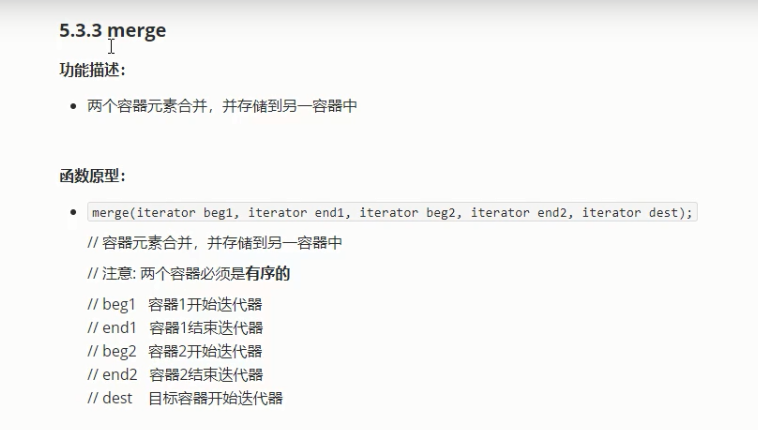 5.3.3 merge
功能描述：
两个容器元素合并，并存储到另一容器中
函数原型：
merge(iterator beg1, iterator end1, iterator beg2, iterator end2, iterator dest);
// 容器元素合并，并存储到另一容器中
// 注意: 两个容器必须是有序的
// beg1 容器1开始迭代器
// end1 容器1结束迭代器
// beg2 容器2开始迭代器
// end2 容器2结束迭代器
// dest 目标容器开始迭代器